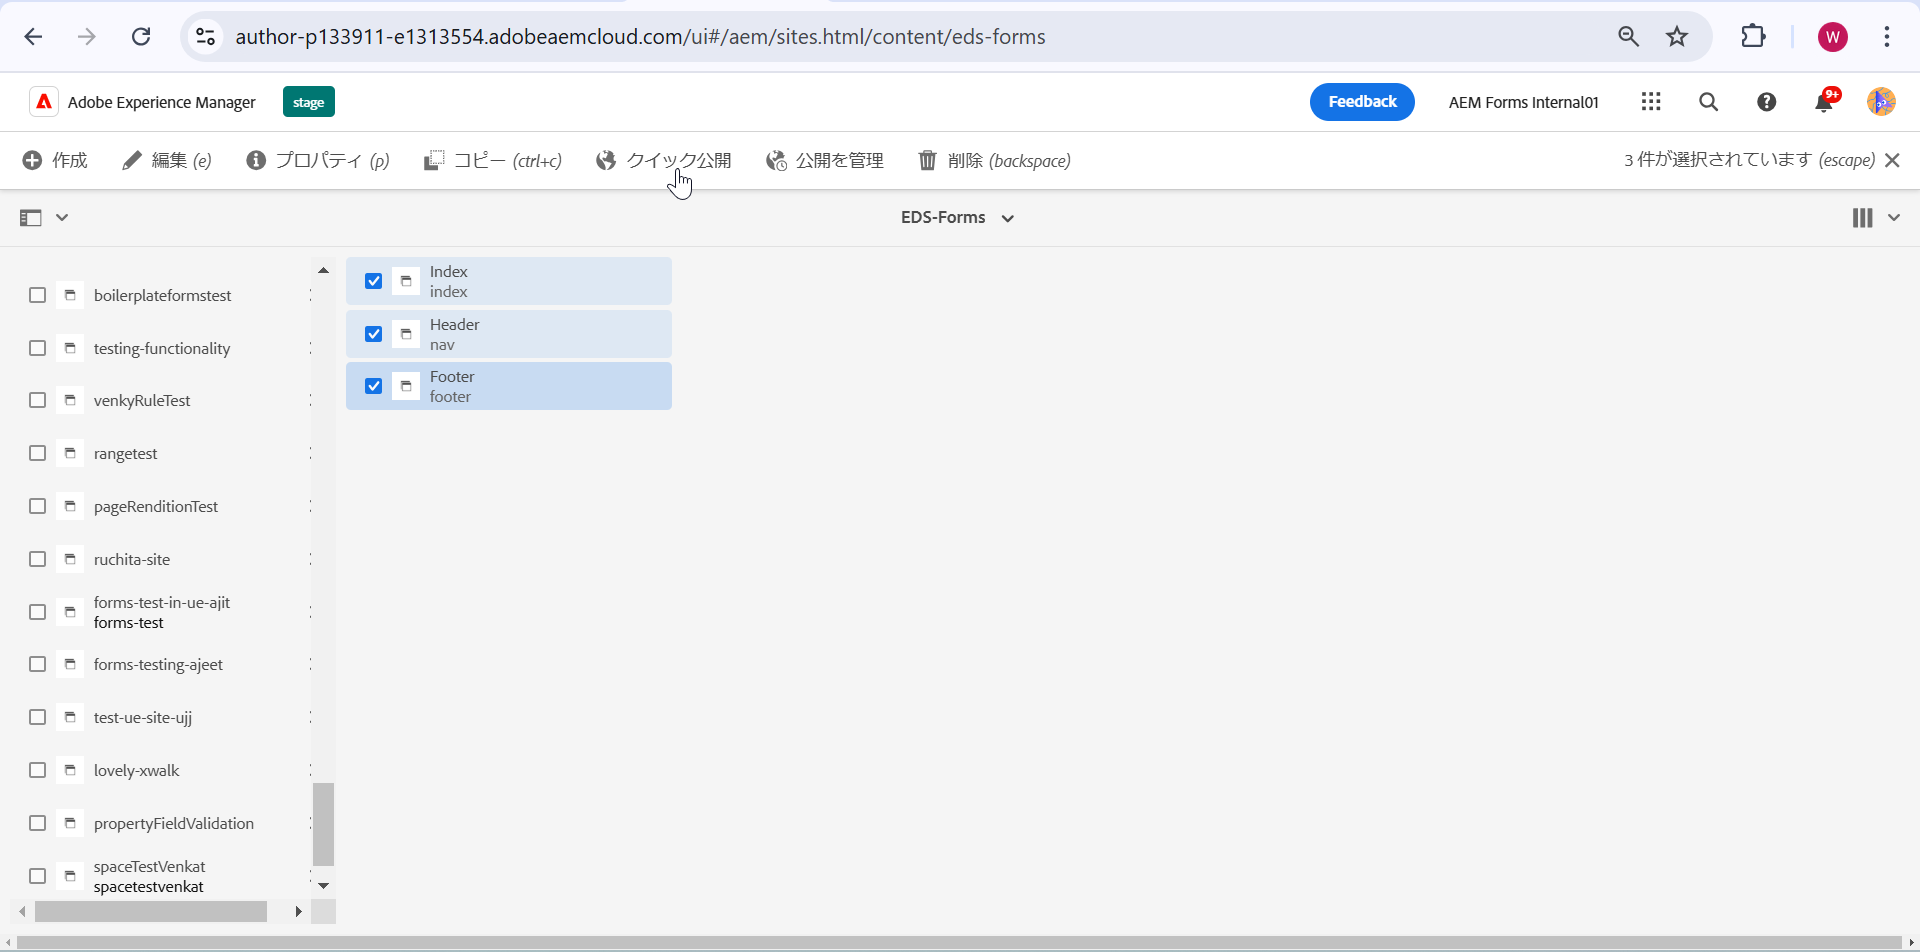 author-p133911-e1313554.adobeaemcloud.com/ui#/aem/sites.html/content/eds-forms
W
Adobe Experience Manager
stage
Feedback
AEM Forms Internal01
9+
作成
編集 (e)
プロパティ (p)
コピー (ctrl+c)
クイック公開
公開を管理
削除 (backspace)
3 件が選択されています (escape)
EDS-Forms
boilerplateformstest
testing-functionality
venkyRuleTest
rangetest
pageRenditionTest
ruchita-site
forms-test-in-ue-ajit
forms-test
forms-testing-ajeet
test-ue-site-ujj
lovely-xwalk
propertyFieldValidation
spaceTestVenkat
spacetestvenkat
Index
index
Header
nav
Footer
footer